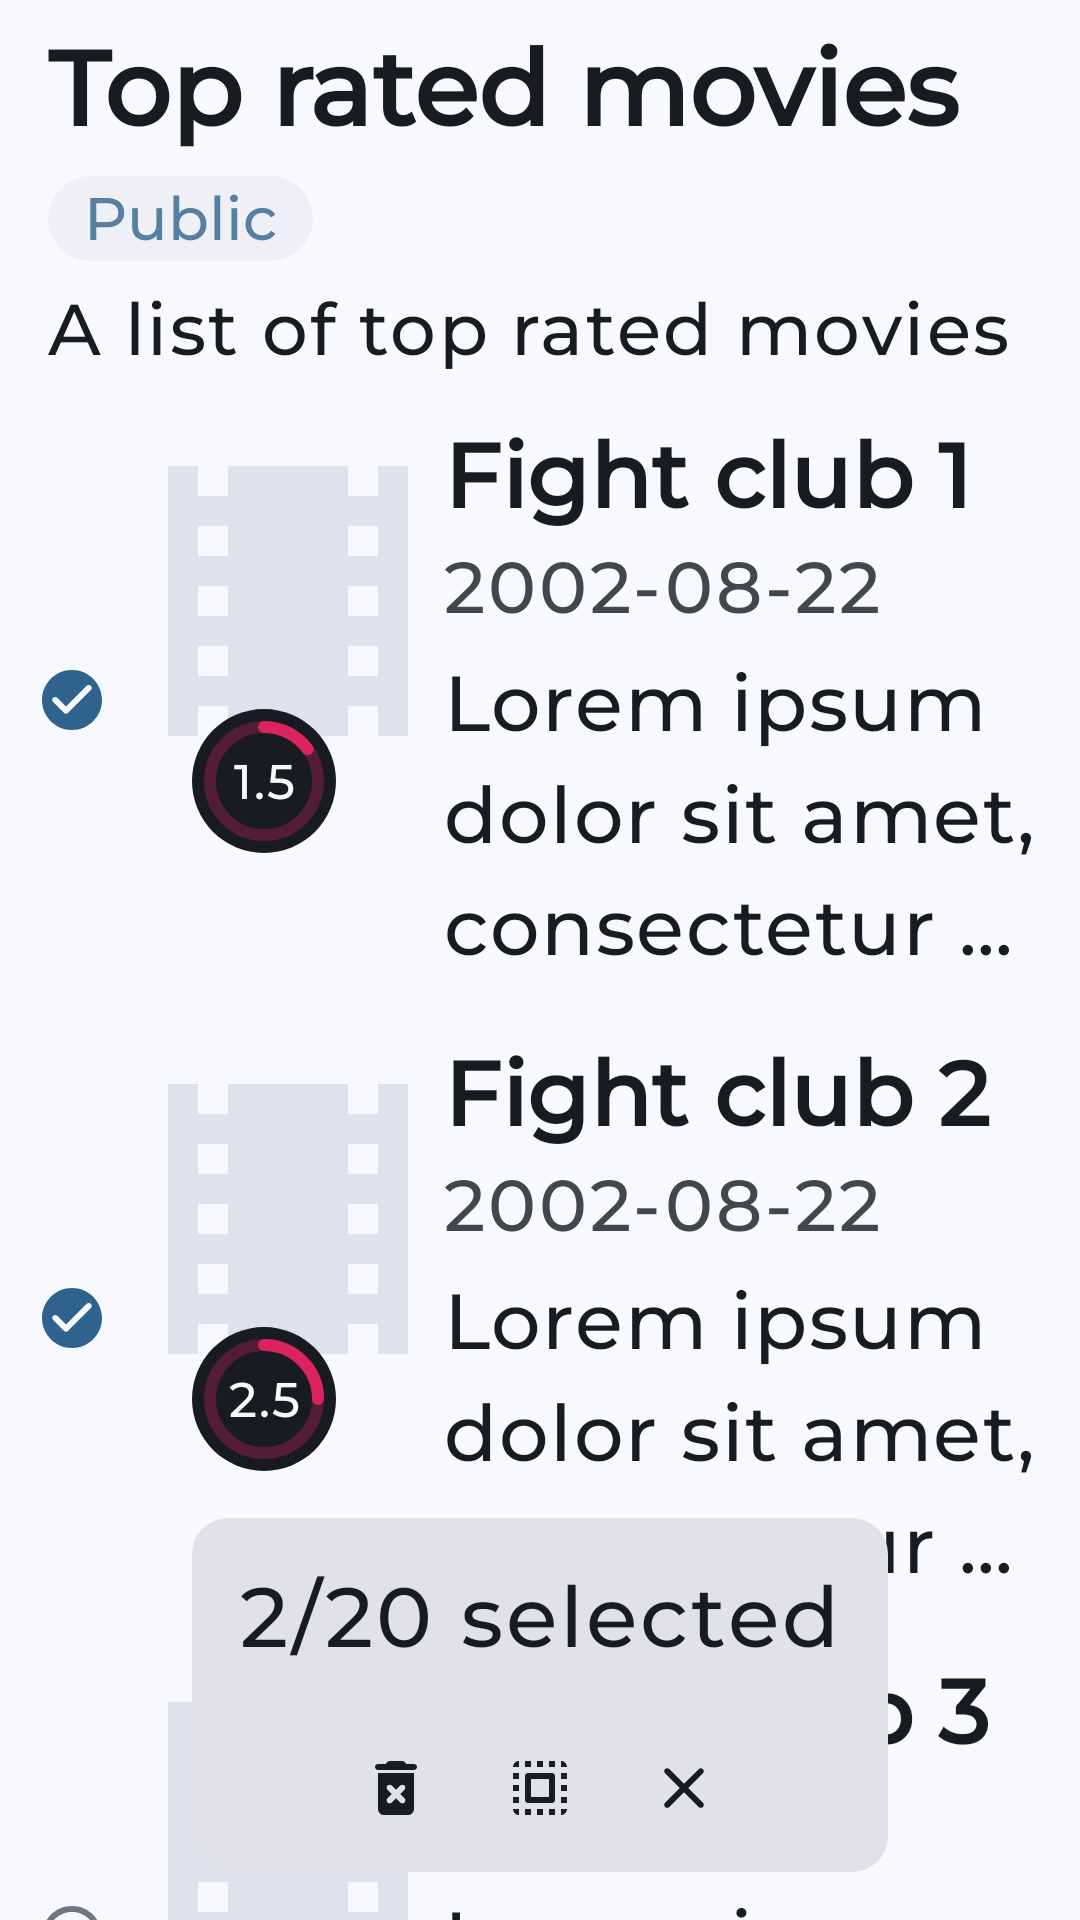 Top rated movies
Public
A list of top rated movies
Fight club 1
2002-08-22
Lorem ipsum
dolor sit amet,
consectetur ...
1.5
Fight club 2
2002-08-22
Lorem ipsum
dolor sit amet,
...
2.5
2/20 selected
3